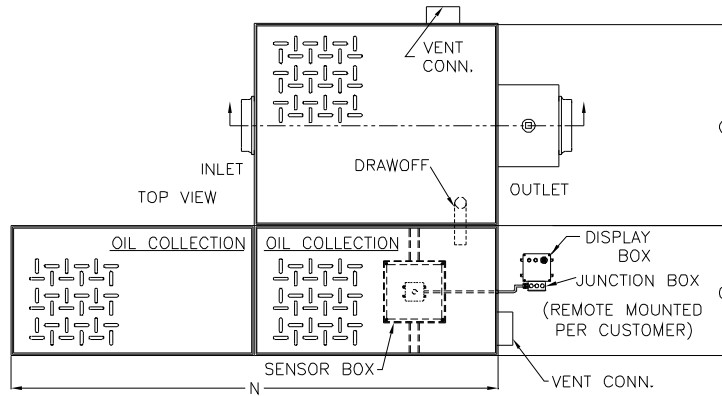 VENT
CONN.
INLET
DRAWOFF
TOP VIEW
OUTLET
OIL COLLECTION
OIL COLLECTION
DISPLAY
BOX
JUNCTION BOX
(REMOTE MOUNTED
PER CUSTOMER)
SENSOR BOX
N
VENT CONN.